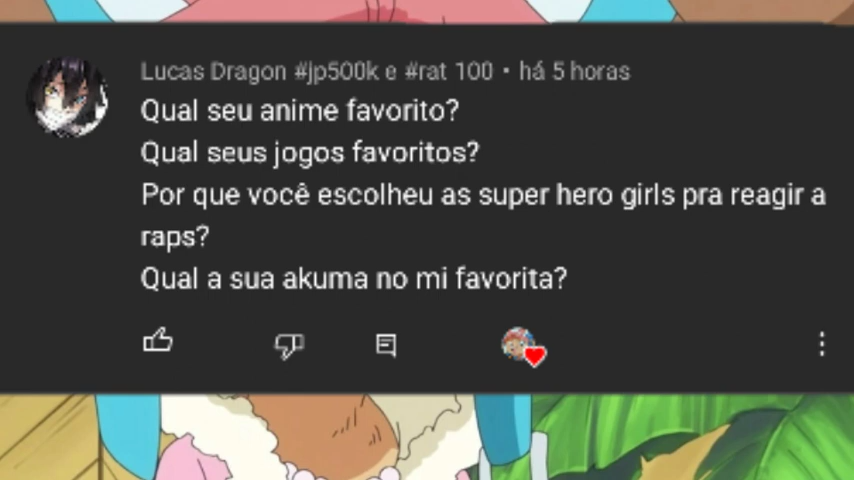 Lucas Dragon #jp500k e #rat 100 • há 5 horas
Qual seu anime favorito?
Qual seus jogos favoritos?
Por que você escolheu as super hero girls pra reagir a
raps?
Qual a sua akuma no mi favorita?